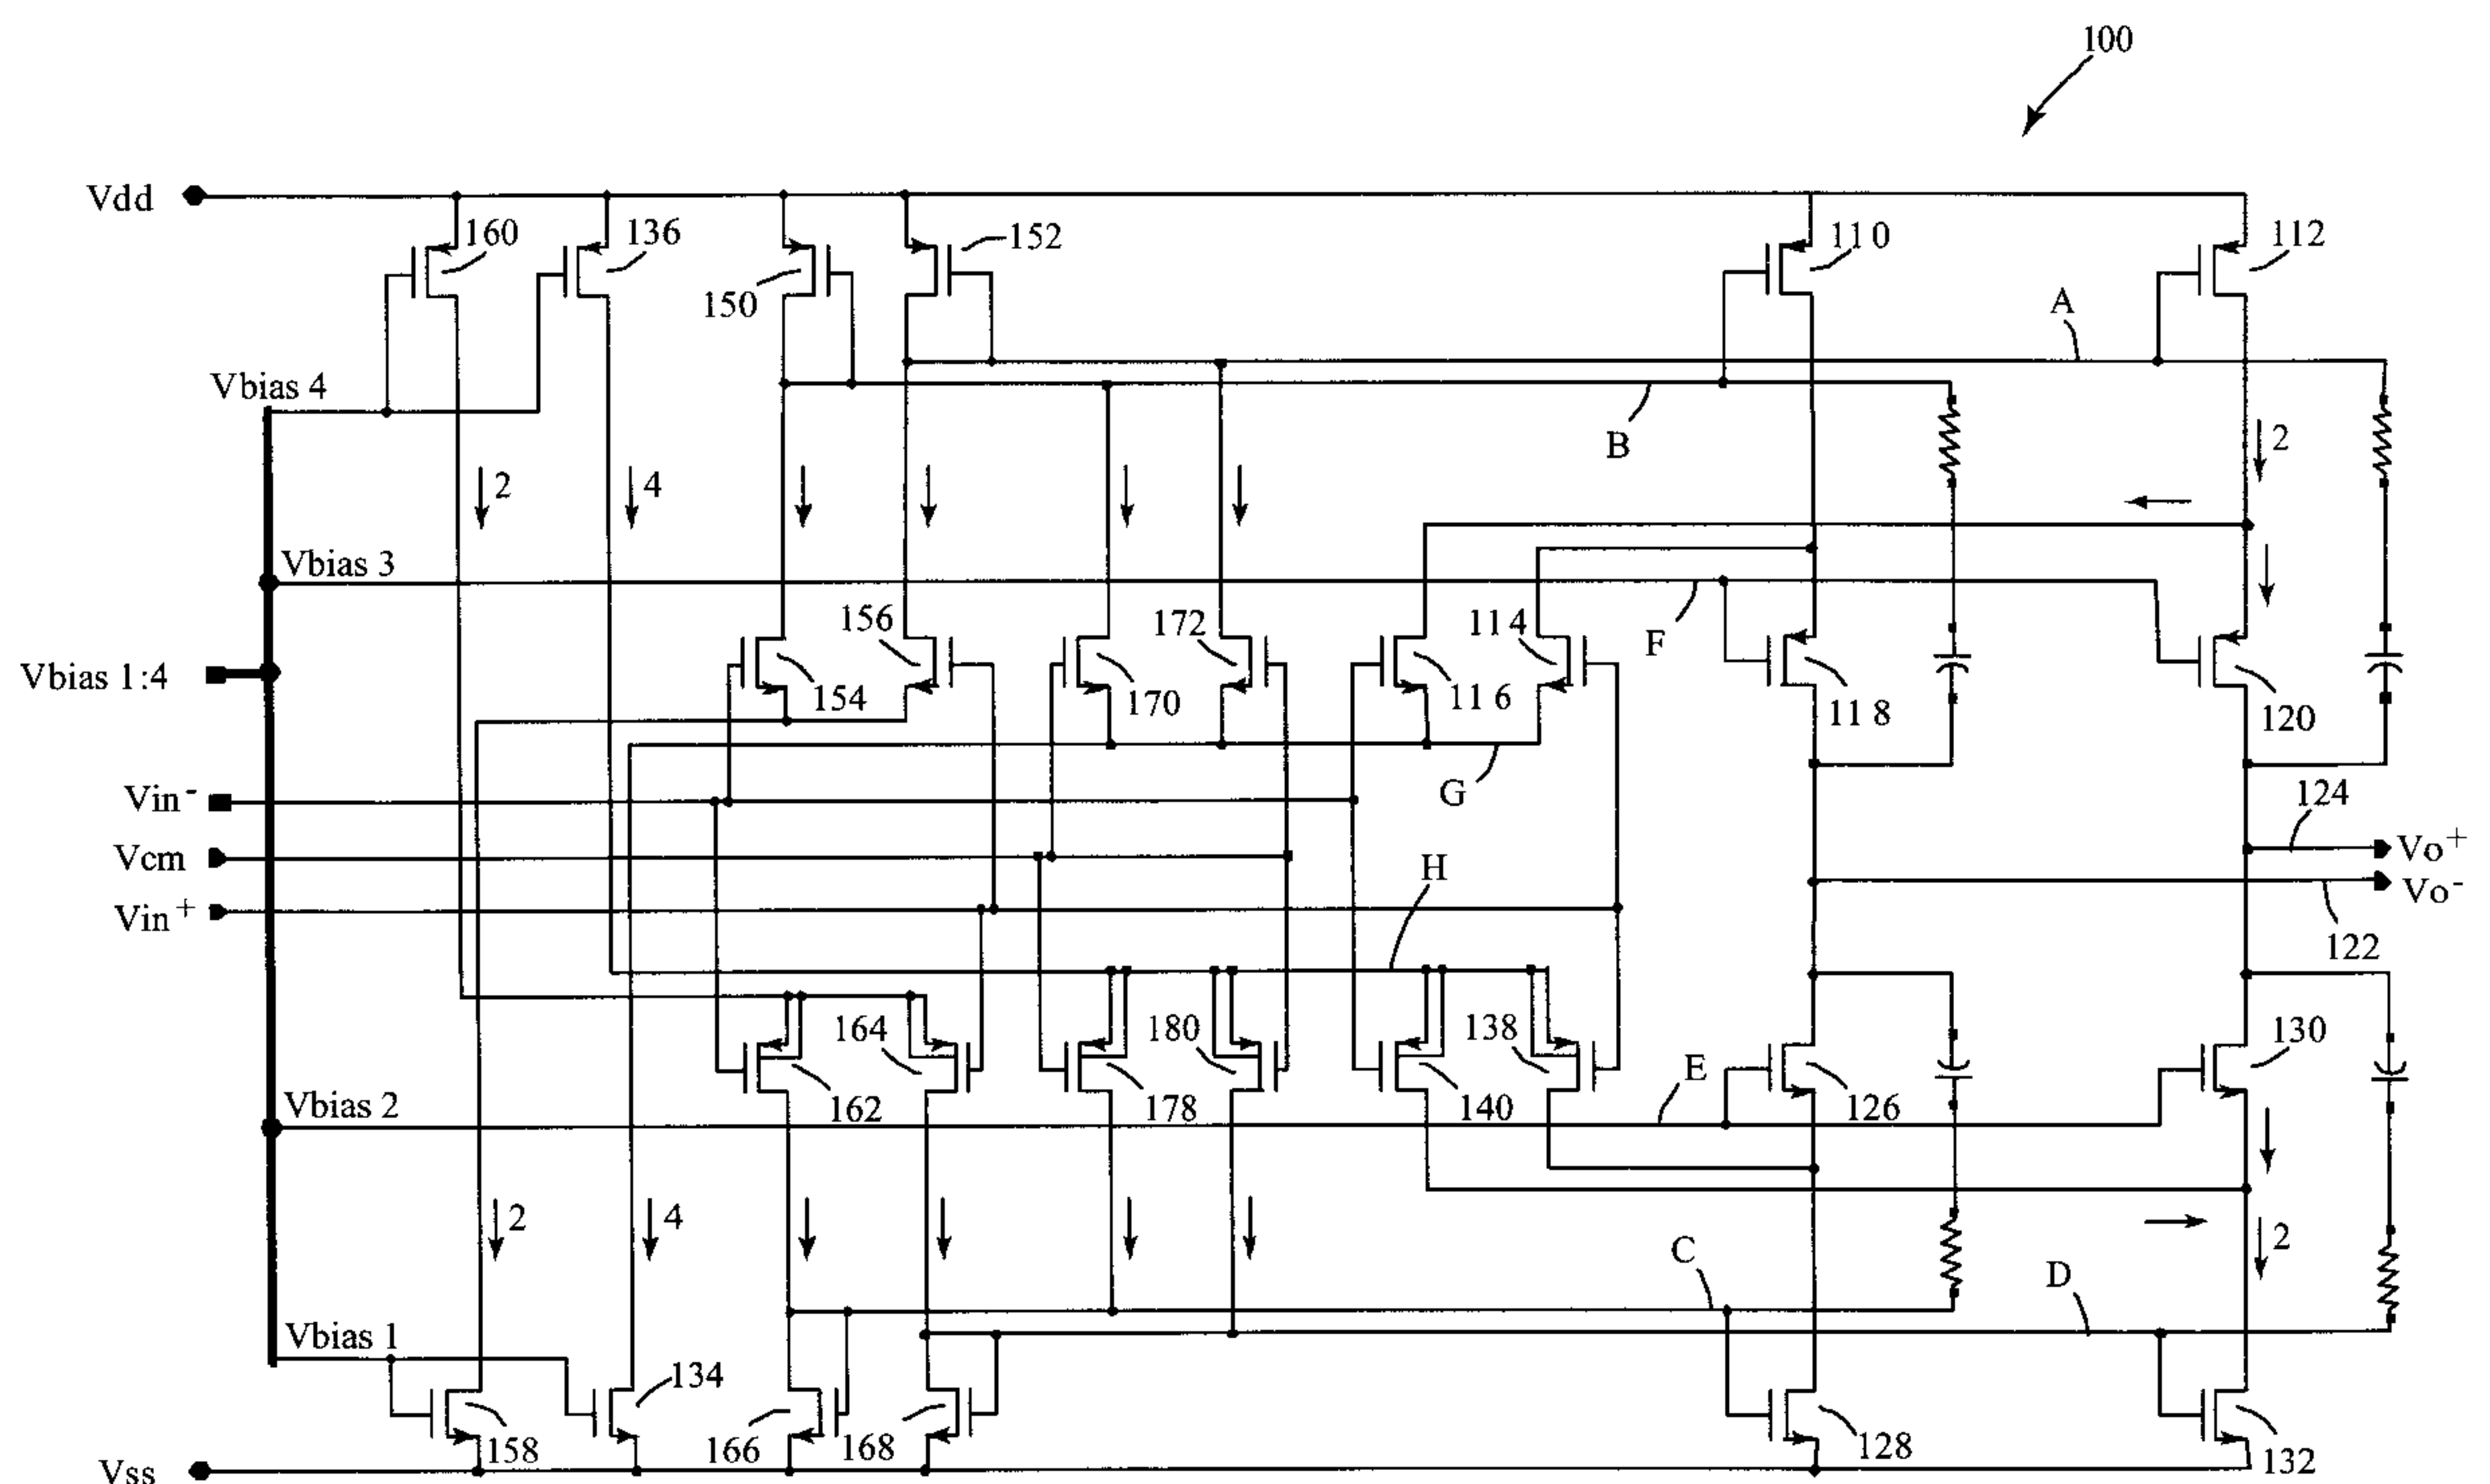 100
Vdd
160
136
152
110
112
150
A
Vbias 4
B
2
2
4
Vbias 3
156
172
114
F
Vbias 1:4
154
170
116
118
120
G
Vin-
124
Vcm
H
Vo+
Vin+
Vo-
122
164
180
138
130
E
Vbias 2
162
178
140
126
2
4
2
C
D
Vbias 1
134
158
166
168
128
132
Vss